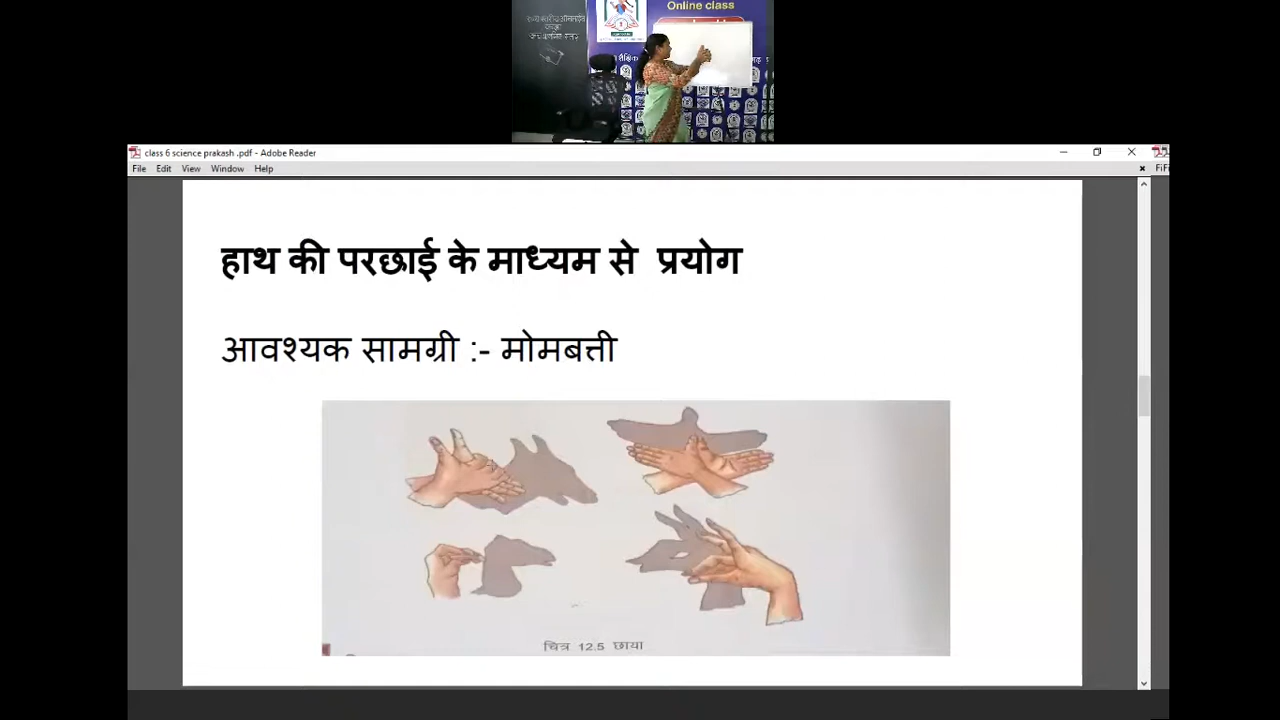 Online class
class 6 science prakash .pdf - Adobe Reader
File Edit View Window Help
हाथ की परछाई के माध्यम से प्रयोग
आवश्यक सामग्री :- मोमबत्ती
चित्र 12.5 छाया